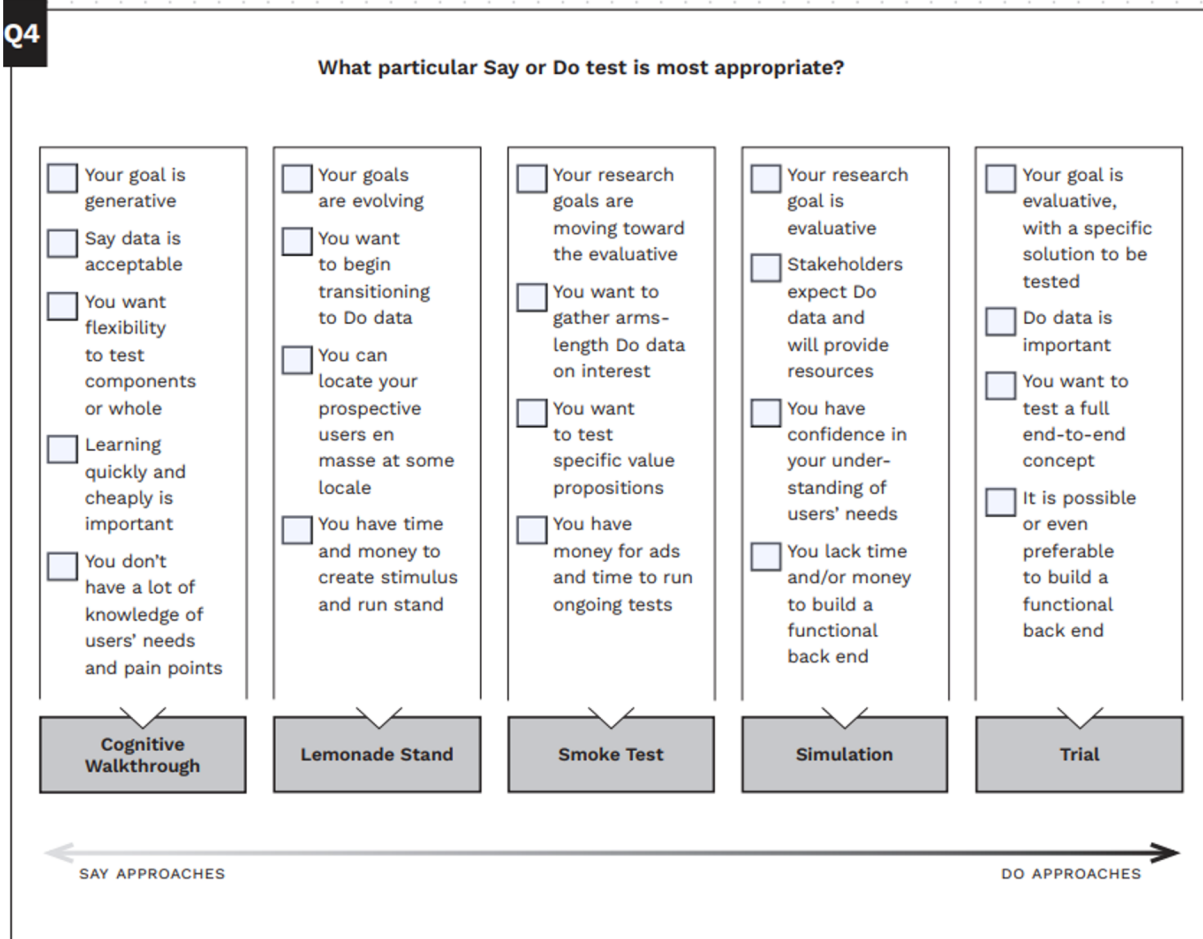 Q4
What particular Say or Do test is most appropriate?
Your goal is
generative
Say data is
acceptable
You want
flexibility
to test
components
or whole
Learning
quickly and
cheaply is
important
You don’t
have a lot of
knowledge of
users’ needs
and pain points
Cognitive
Walkthrough
Your goals
are evolving
You want
to begin
transitioning
to Do data
You can
locate your
prospective
users en
masse at some
locale
You have time
and money to
create stimulus
and run stand
Lemonade Stand
Your research
goals are
moving toward
the evaluative
You want to
gather arms-
length Do data
on interest
You want
to test
specific value
propositions
You have
money for ads
and time to run
ongoing tests
Smoke Test
Your research
goal is
evaluative
Stakeholders
expect Do
data and
will provide
resources
You have
confidence in
your under-
standing of
users’ needs
You lack time
and/or money
to build a
functional
back end
Simulation
Your goal is
evaluative,
with a specific
solution to be
tested
Do data is
important
You want to
test a full
end-to-end
concept
It is possible
or even
preferable
to build a
functional
back end
Trial
SAY APPROACHES
DO APPROACHES